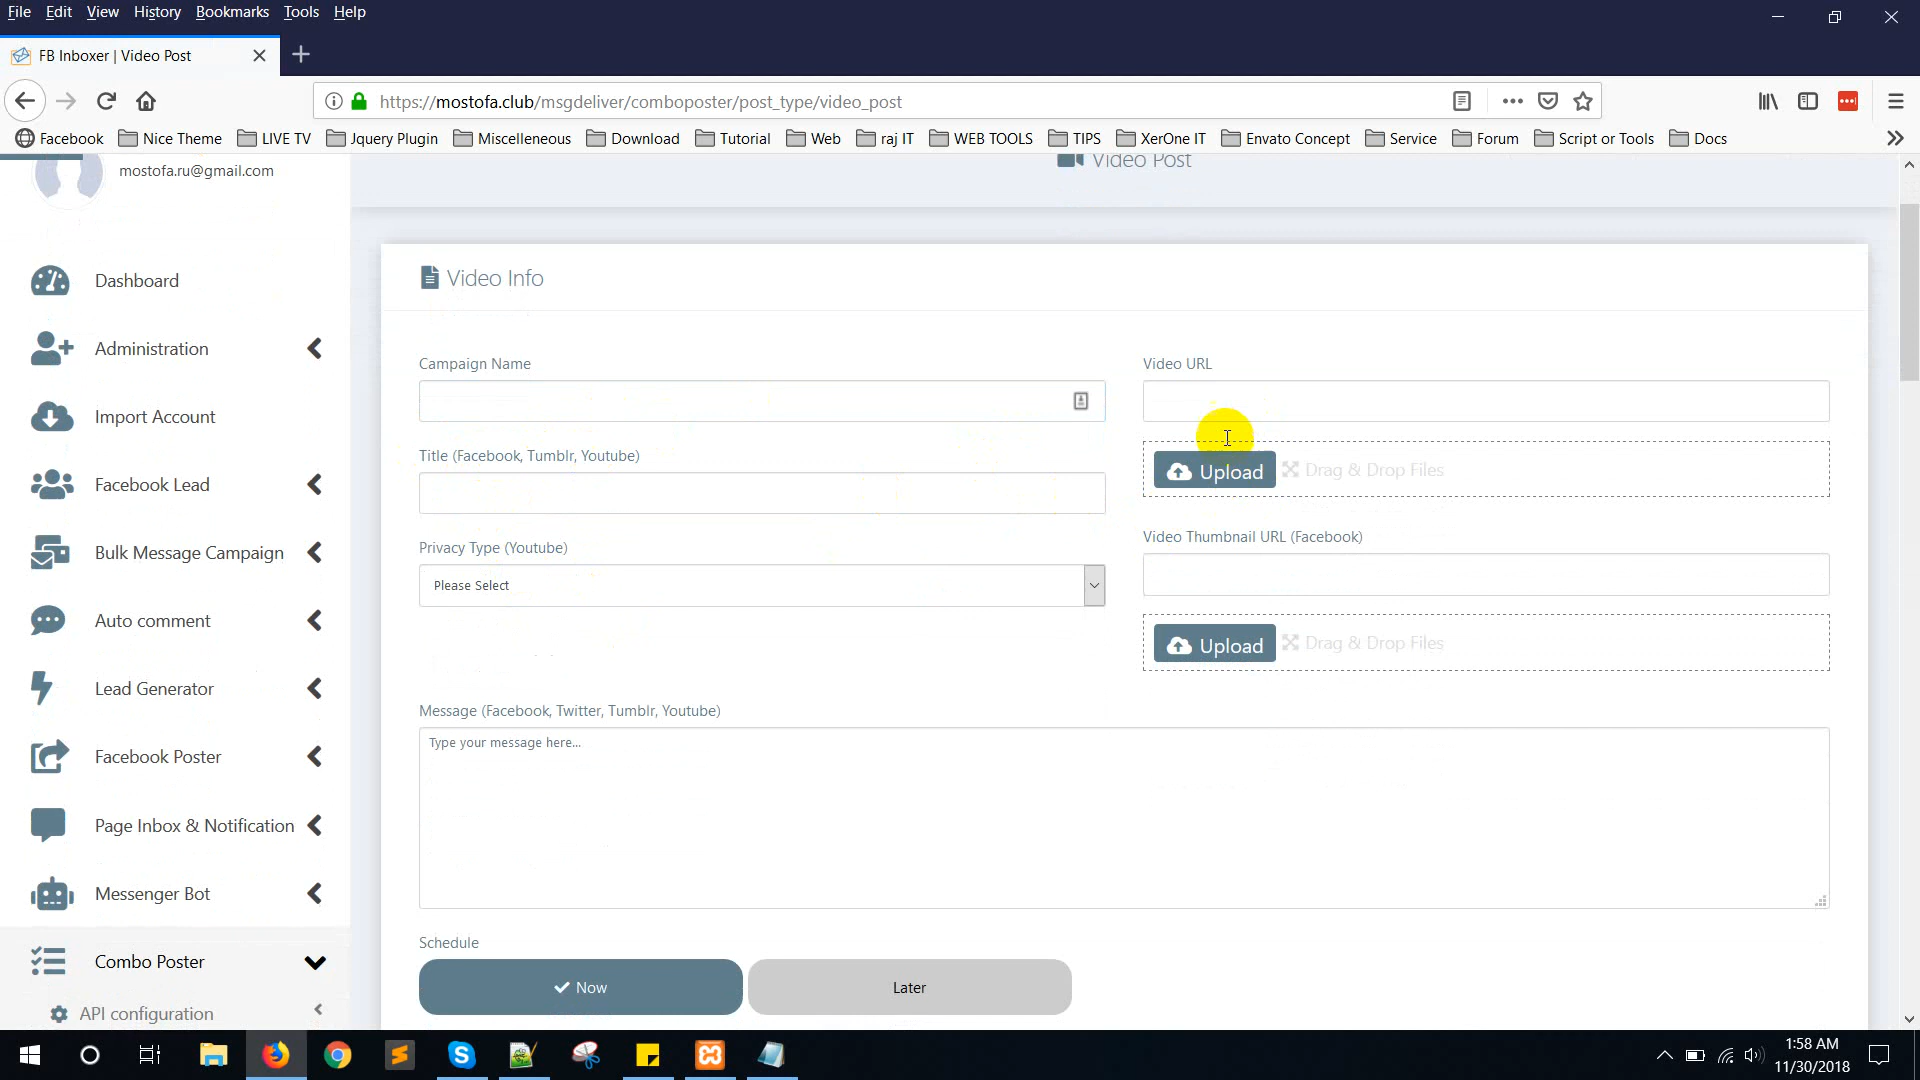 File Edit View History Bookmarks Tools Help
FB Inboxer | Video Post
https://mostofa.club/msgdeliver/comboposter/post_type/video_post
Facebook Nice Theme LIVE TV Jquery Plugin Miscelleneous Download Tutorial Web raj IT WEB TOOLS TIPS XerOne IT Envato Concept Service Forum Script or Tools Docs
mostofa.ru@gmail.com
Video Post
Dashboard
Administration
Import Account
Facebook Lead
Bulk Message Campaign
Auto comment
Lead Generator
Facebook Poster
Page Inbox & Notification
Messenger Bot
Combo Poster
API configuration
Video Info
Campaign Name
Title (Facebook, Tumblr, Youtube)
Privacy Type (Youtube)
Please Select
Video URL
Upload Drag & Drop Files
Video Thumbnail URL (Facebook)
Upload Drag & Drop Files
Message (Facebook, Twitter, Tumblr, Youtube)
Type your message here...
Schedule
Now
Later
1:58 AM
11/30/2018